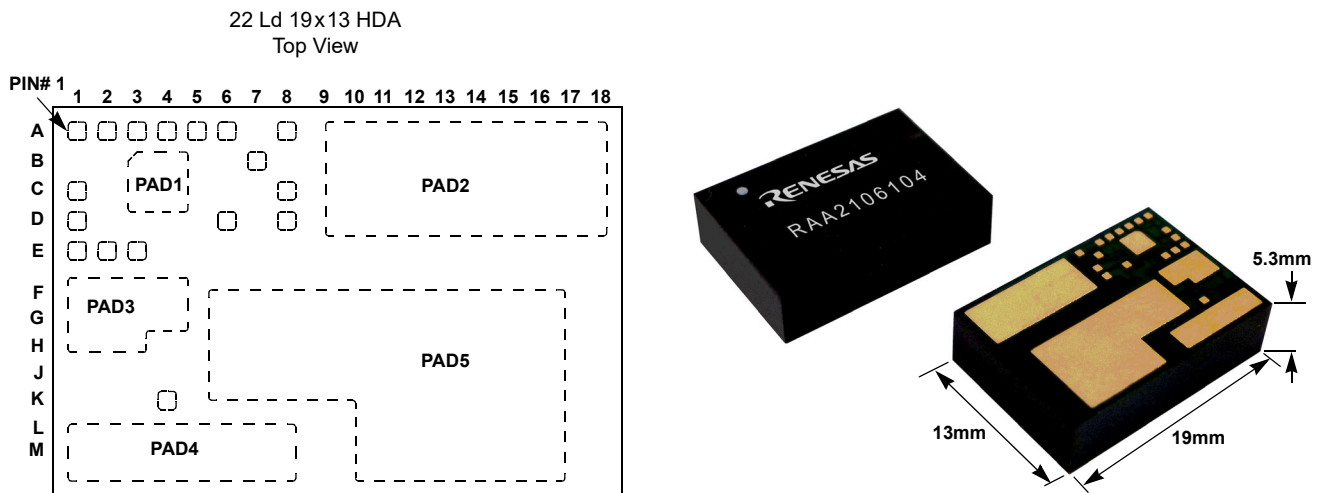 22 Ld 19x13 HDA
Top View
PIN# 1
1 2 3 4 5 6 7 8 9 10 11 12 13 14 15 16 17 18
A
B
PAD1
PAD2
C
D
E
F
PAD3
G
H
PAD5
J
K
L
M
PAD4
RENESAS
RAA2106104
5.3mm
13mm
19mm